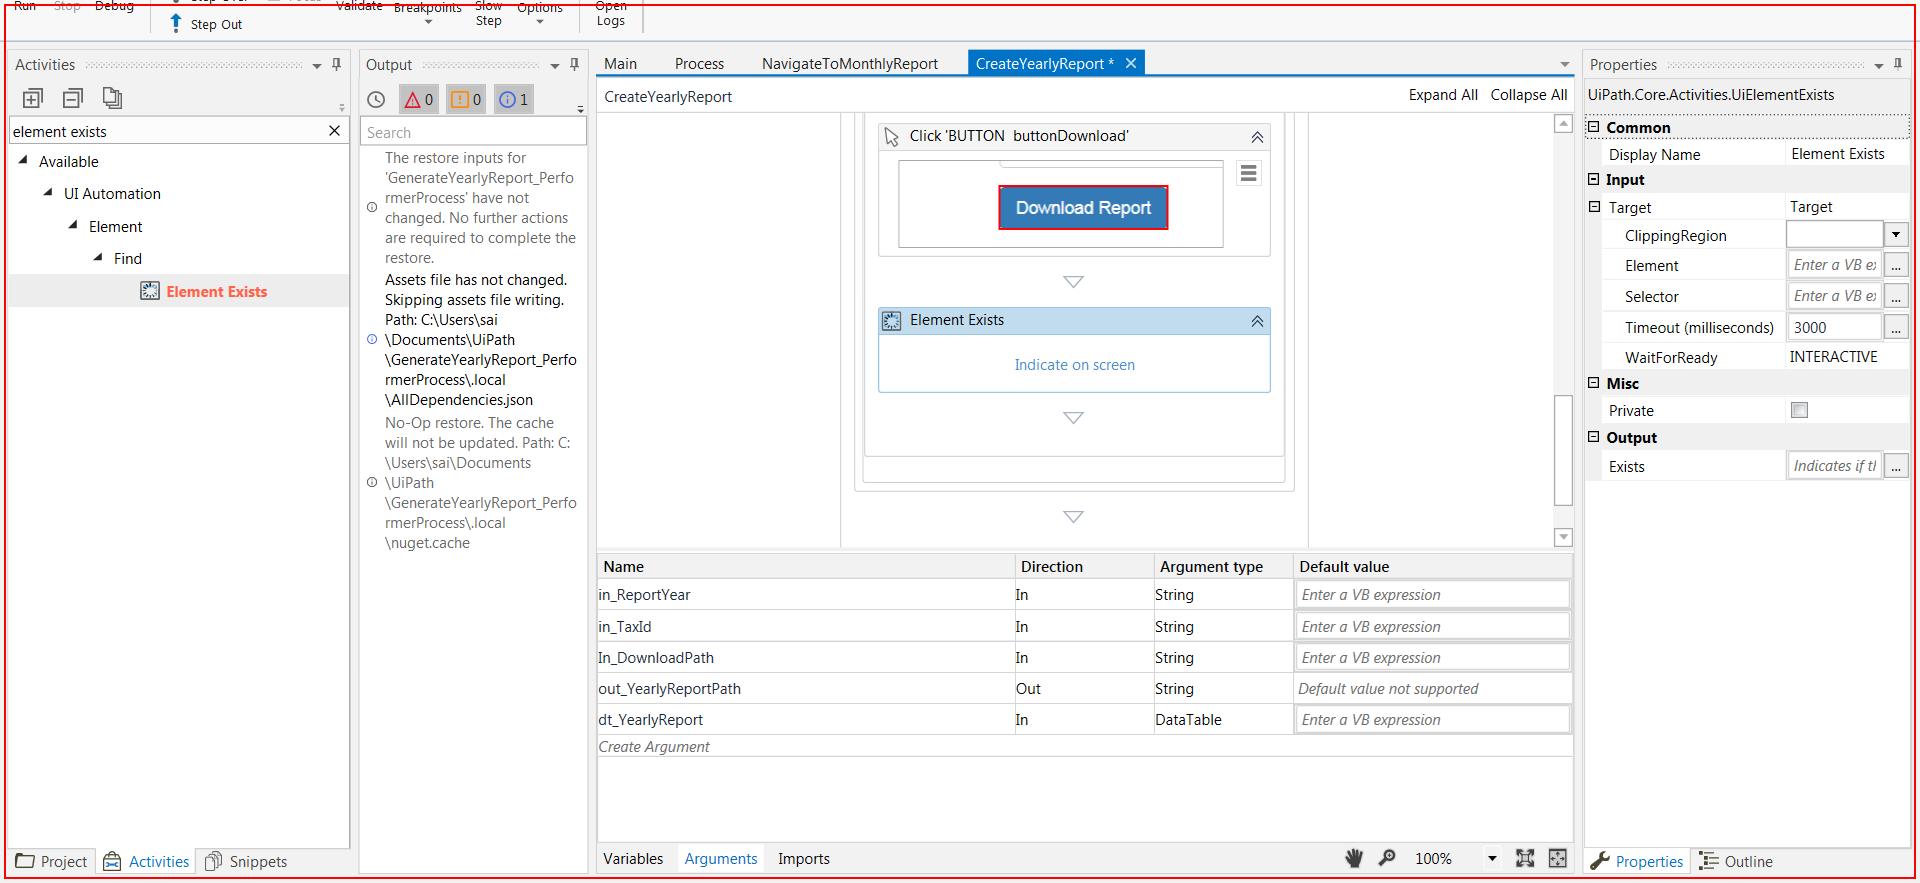 Run Stop Debug
Step Out
Validate
Breakpoints
Slow
Step
Options
Open
Logs
Activities
element exists
Available
UI Automation
Element
Find
Element Exists
Project
Activities
Snippets
Output
0
0
1
Search
The restore inputs for
'GenerateYearlyReport_Perfo
rmerProcess' have not
changed. No further actions
are required to complete the
restore.
Assets file has not changed.
Skipping assets file writing.
Path: C:\Users\sai
\Documents\UiPath
\GenerateYearlyReport_Perfo
rmerProcess\.local
\AllDependencies.json
No-Op restore. The cache
will not be updated. Path: C:
\Users\sai\Documents
\UiPath
\GenerateYearlyReport_Perfo
rmerProcess\.local
\nuget.cache
Main Process NavigateToMonthlyReport CreateYearlyReport *
CreateYearlyReport Expand All Collapse All
Click 'BUTTON buttonDownload'
Download Report
Element Exists
Indicate on screen
Name Direction Argument type Default value
in_ReportYear In String Enter a VB expression
in_TaxId In String Enter a VB expression
In_DownloadPath In String Enter a VB expression
out_YearlyReportPath Out String Default value not supported
dt_YearlyReport In DataTable Enter a VB expression
Create Argument
Variables Arguments Imports 100%
Properties
UiPath.Core.Activities.UiElementExists
Common
Display Name Element Exists
Input
Target Target
ClippingRegion
Element Enter a VB ...
Selector Enter a VB ...
Timeout (milliseconds) 3000 ...
WaitForReady INTERACTIVE
Misc
Private
Output
Exists Indicates if ...
Properties Outline